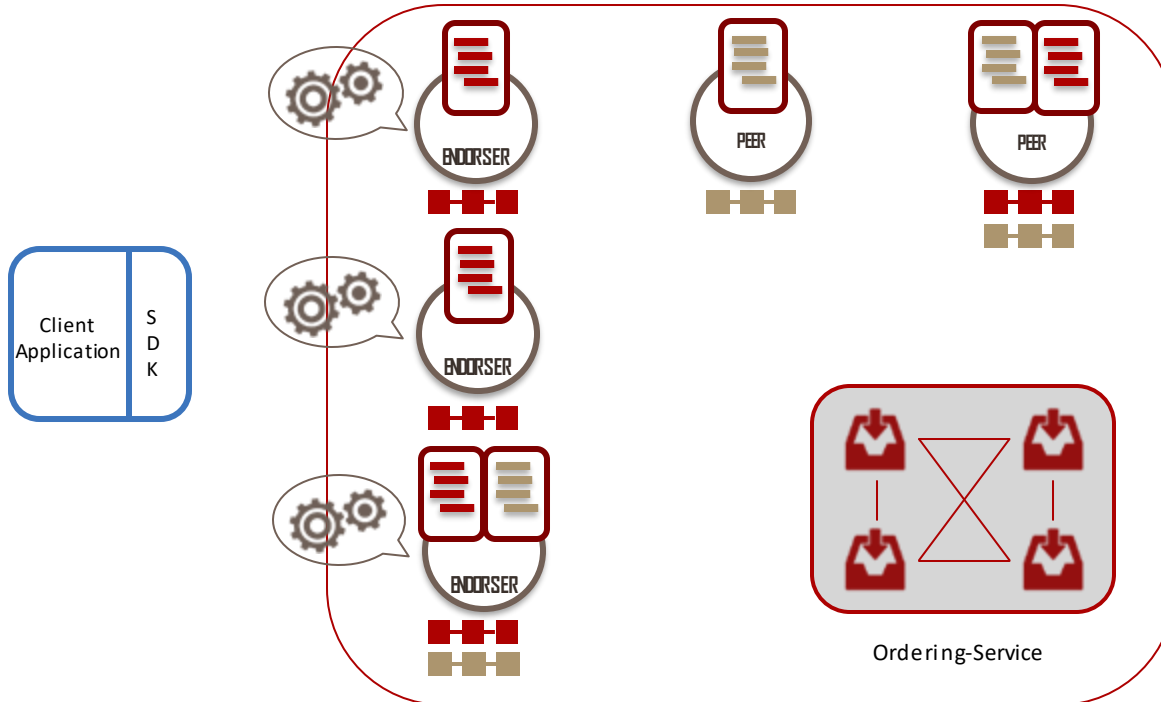 ENDORSER
PEER
PEER
ENDORSER
Client
Application
S
D
K
ENDORSER
Ordering-Service